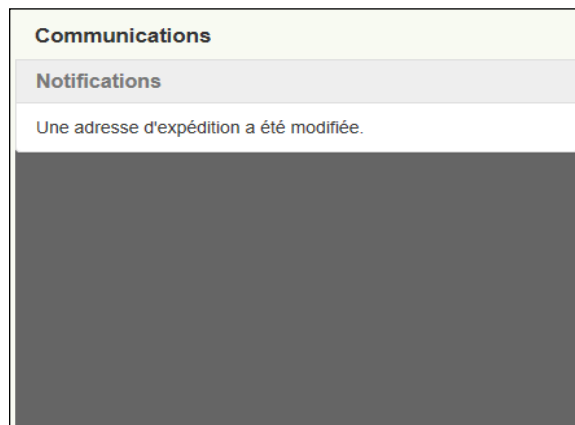 Communications
Notifications
Une adresse d'expédition a été modifiée.